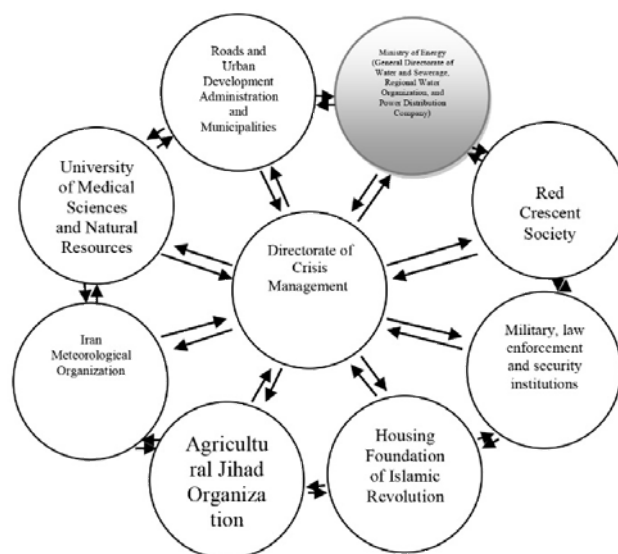 Roads and
Urban
Development
Administration
and
Municipalities
Ministry of Energy
(General Directorate of
Water and Sewerage,
Regional Water
Organization, and
Power Distribution
Company)
University
of Medical
Sciences
and Natural
Resources
Red
Crescent
Society
Directorate of
Crisis
Management
Iran
Meteorological
Organization
Military, law
enforcement
and security
institutions
Agricultu
ral Jihad
Organiza
tion
Housing
Foundation
of Islamic
Revolution